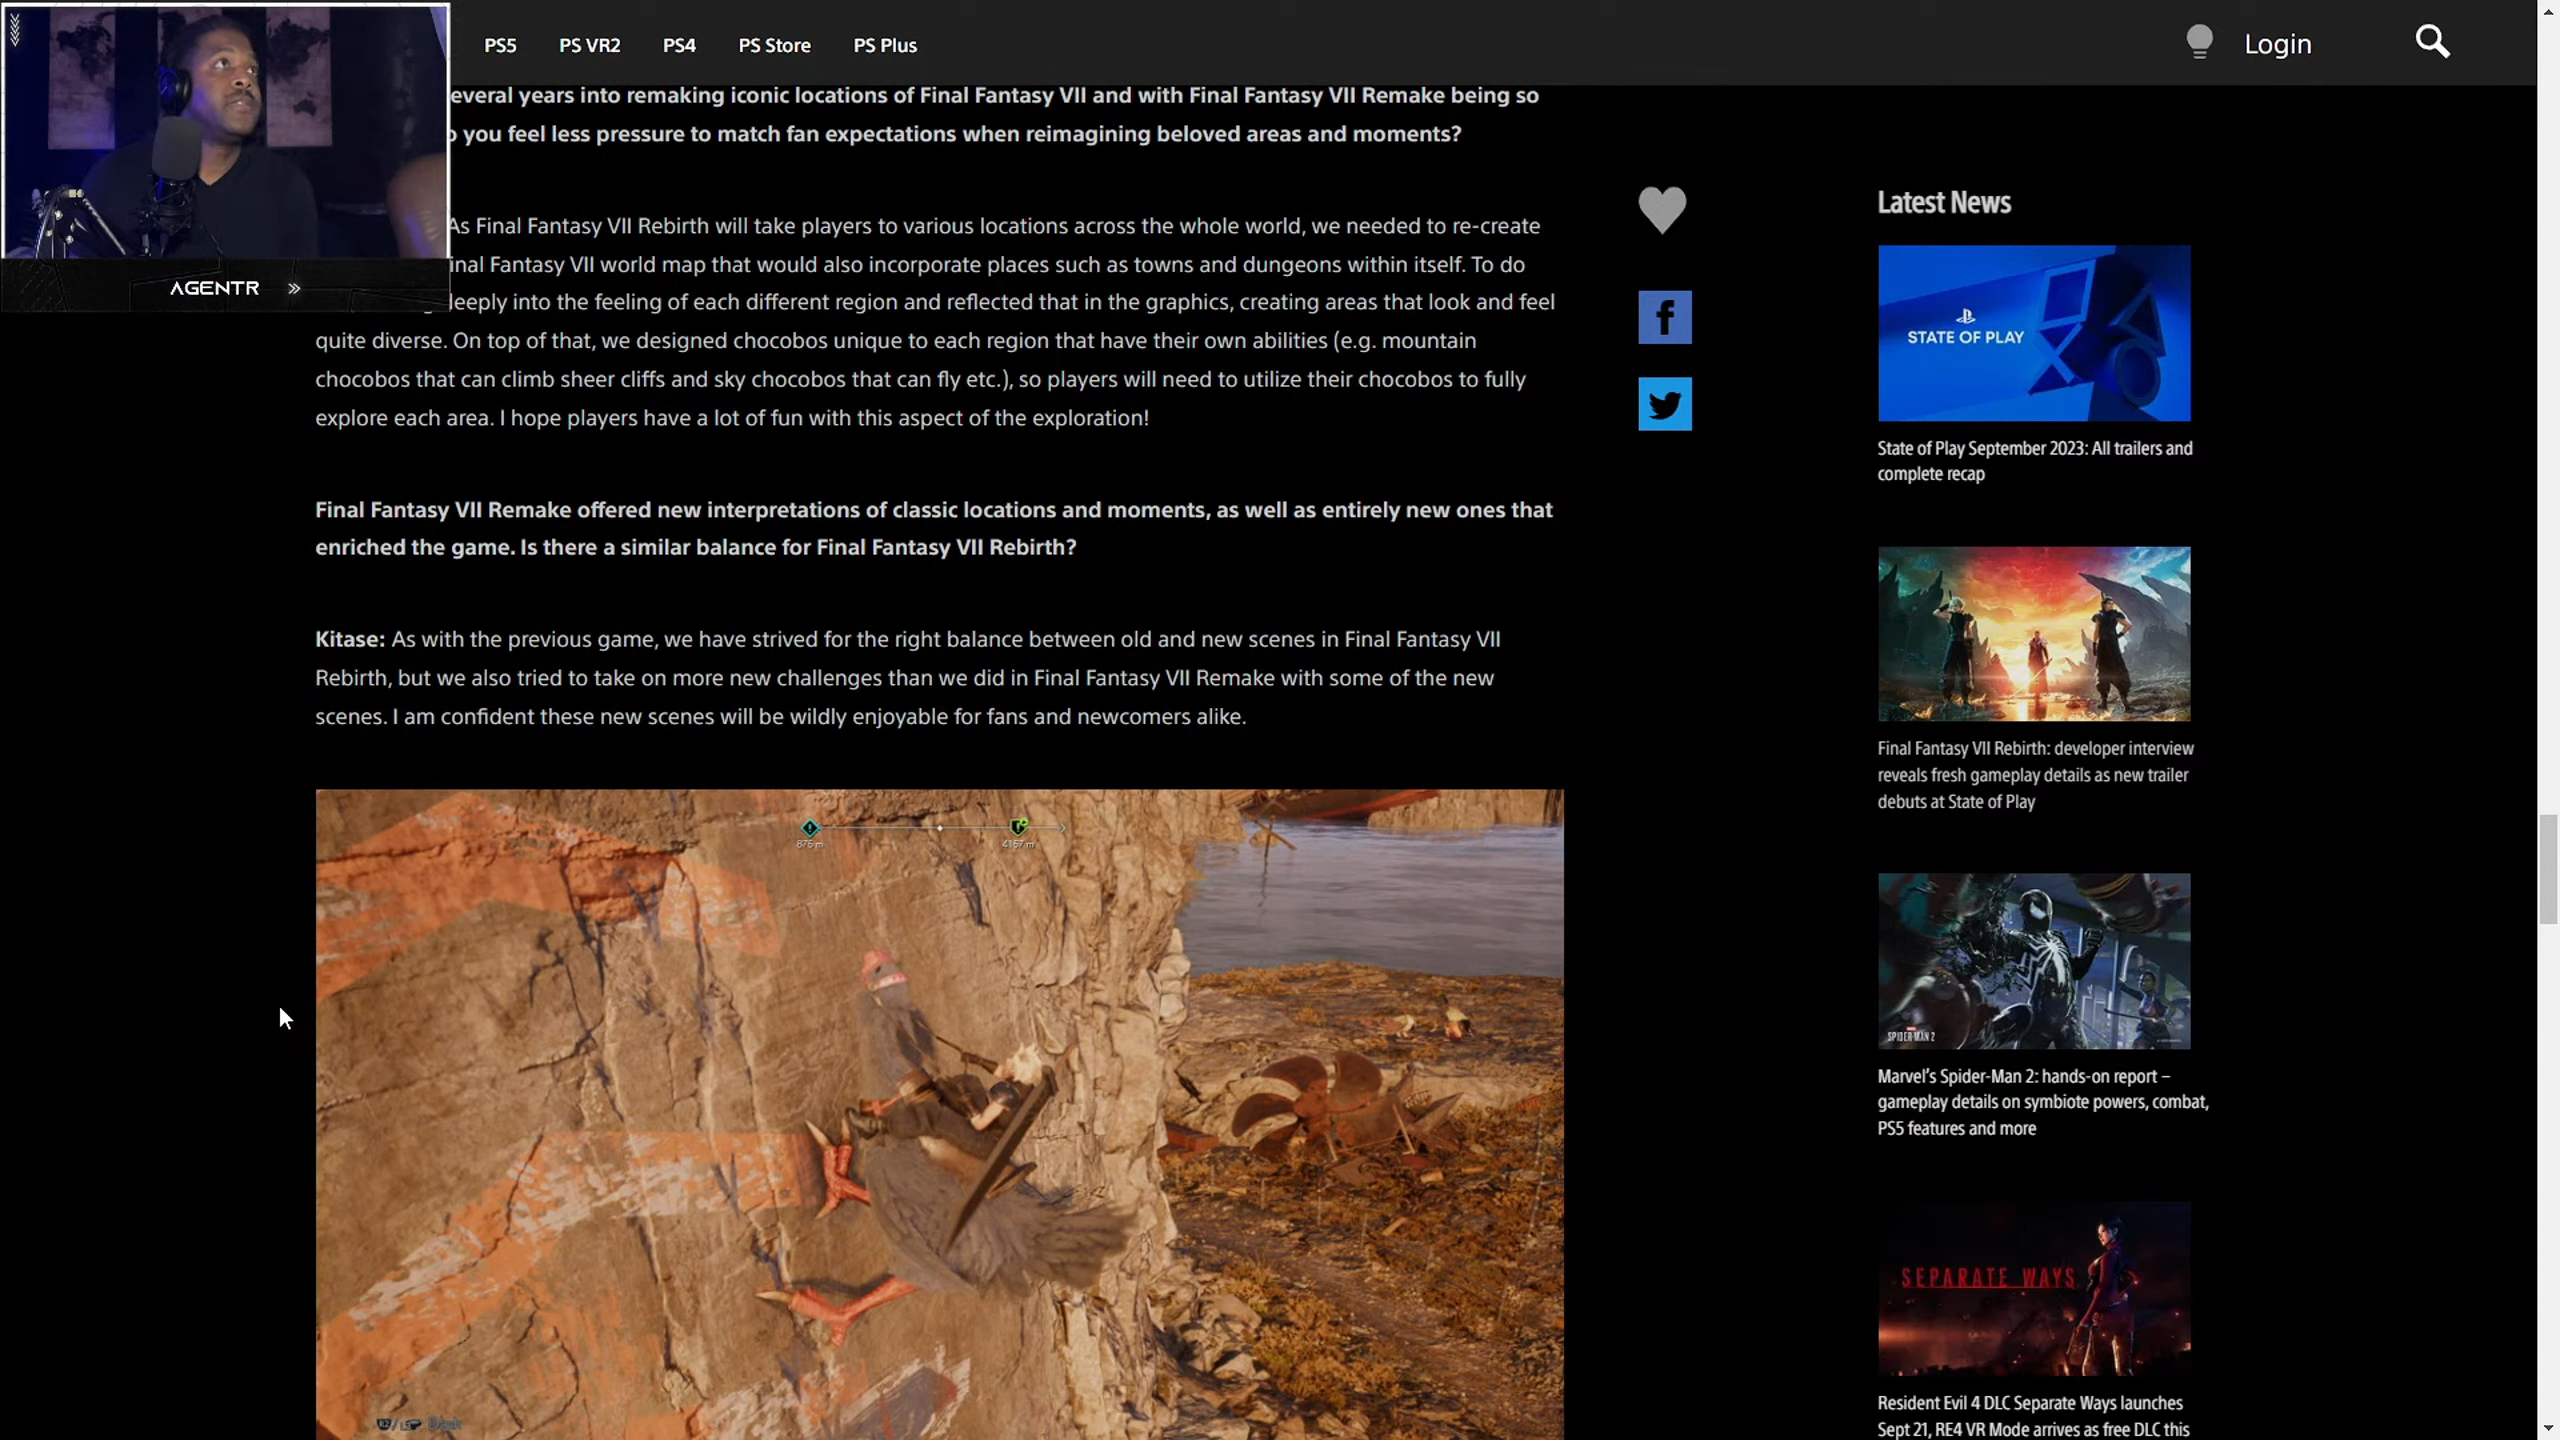 PS5 PS VR2 PS4 PS Store PS Plus Login
everal years into remaking iconic locations of Final Fantasy VII and with Final Fantasy VII Remake being so
you feel less pressure to match fan expectations when reimagining beloved areas and moments?
AGENTR »
As Final Fantasy VII Rebirth will take players to various locations across the whole world, we needed to re-create
inal Fantasy VII world map that would also incorporate places such as towns and dungeons within itself. To do
deeply into the feeling of each different region and reflected that in the graphics, creating areas that look and feel
quite diverse. On top of that, we designed chocobos unique to each region that have their own abilities (e.g. mountain
chocobos that can climb sheer cliffs and sky chocobos that can fly etc.), so players will need to utilize their chocobos to fully
explore each area. I hope players have a lot of fun with this aspect of the exploration!
Final Fantasy VII Remake offered new interpretations of classic locations and moments, as well as entirely new ones that
enriched the game. Is there a similar balance for Final Fantasy VII Rebirth?
Kitase: As with the previous game, we have strived for the right balance between old and new scenes in Final Fantasy VII
Rebirth, but we also tried to take on more new challenges than we did in Final Fantasy VII Remake with some of the new
scenes. I am confident these new scenes will be wildly enjoyable for fans and newcomers alike.
875 m 4157 m
Latest News
STATE OF PLAY
State of Play September 2023: All trailers and
complete recap
Final Fantasy VII Rebirth: developer interview
reveals fresh gameplay details as new trailer
debuts at State of Play
SPIDER-MAN 2
Marvel's Spider-Man 2: hands-on report –
gameplay details on symbiote powers, combat,
PS5 features and more
SEPARATE WAYS
Resident Evil 4 DLC Separate Ways launches
Sept 21, RE4 VR Mode arrives as free DLC this